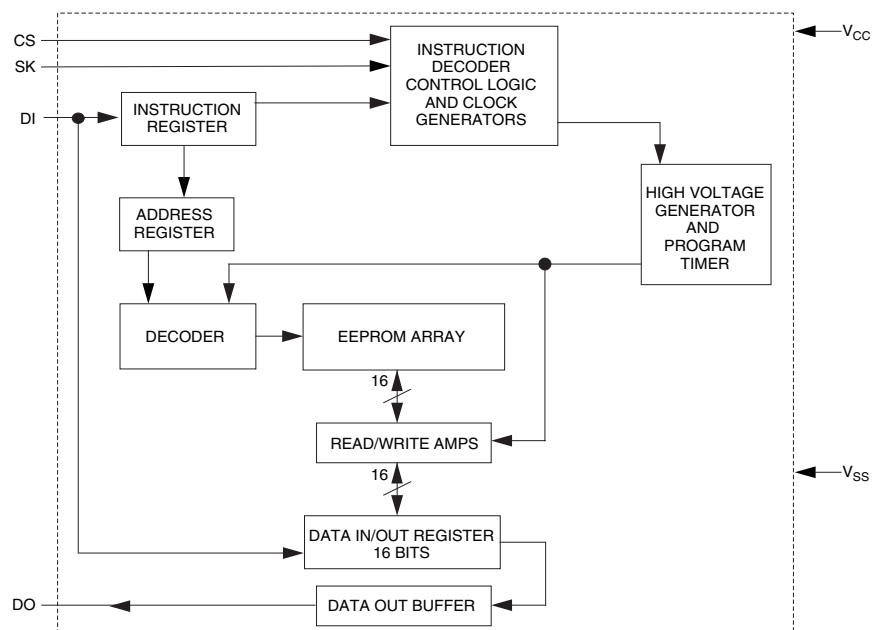 CS
SK
DI
INSTRUCTION
DECODER
CONTROL LOGIC
AND CLOCK
GENERATORS
VCC
INSTRUCTION
REGISTER
ADDRESS
REGISTER
HIGH VOLTAGE
GENERATOR
AND
PROGRAM
TIMER
DECODER
EEPROM ARRAY
16
READ/WRITE AMPS
16
VSS
DATA IN/OUT REGISTER
16 BITS
DO
DATA OUT BUFFER